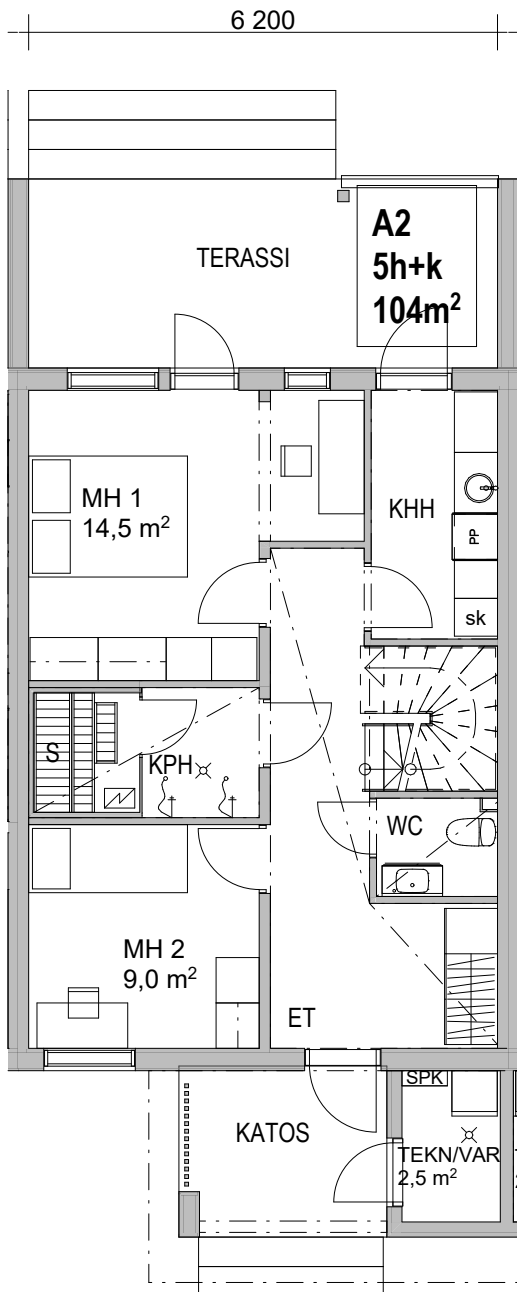 6 200
TERASSI
A2
5h+k
104m²
MH 1
14,5 m²
KHH
PP
sk
S
KPH
WC
MH 2
9,0 m²
ET
SPK
KATOS
TEKN/VAR
2,5 m²